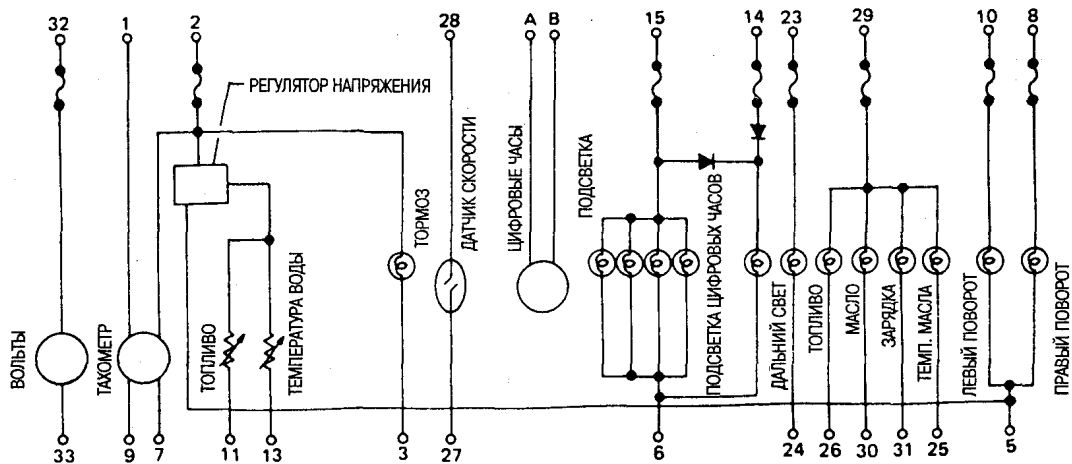 32
1
2
28
A
B
15
14
23
29
10
8
РЕГУЛЯТОР НАПРЯЖЕНИЯ
ВОЛЬТЫ
ТАХОМЕТР
ТОПЛИВО
ТЕМПЕРАТУРА ВОДЫ
ТОРМОЗ
ДАТЧИК СКОРОСТИ
ЦИФРОВЫЕ ЧАСЫ
ПОДСВЕТКА
ПОДСВЕТКА ЦИФРОВЫХ ЧАСОВ
ДАЛЬНИЙ СВЕТ
ТОПЛИВО
МАСЛО
ЗАРЯДКА
ТЕМП. МАСЛА
ЛЕВЫЙ ПОВОРОТ
ПРАВЫЙ ПОВОРОТ
33
9
7
11
13
3
27
6
24
26
30
31
25
5